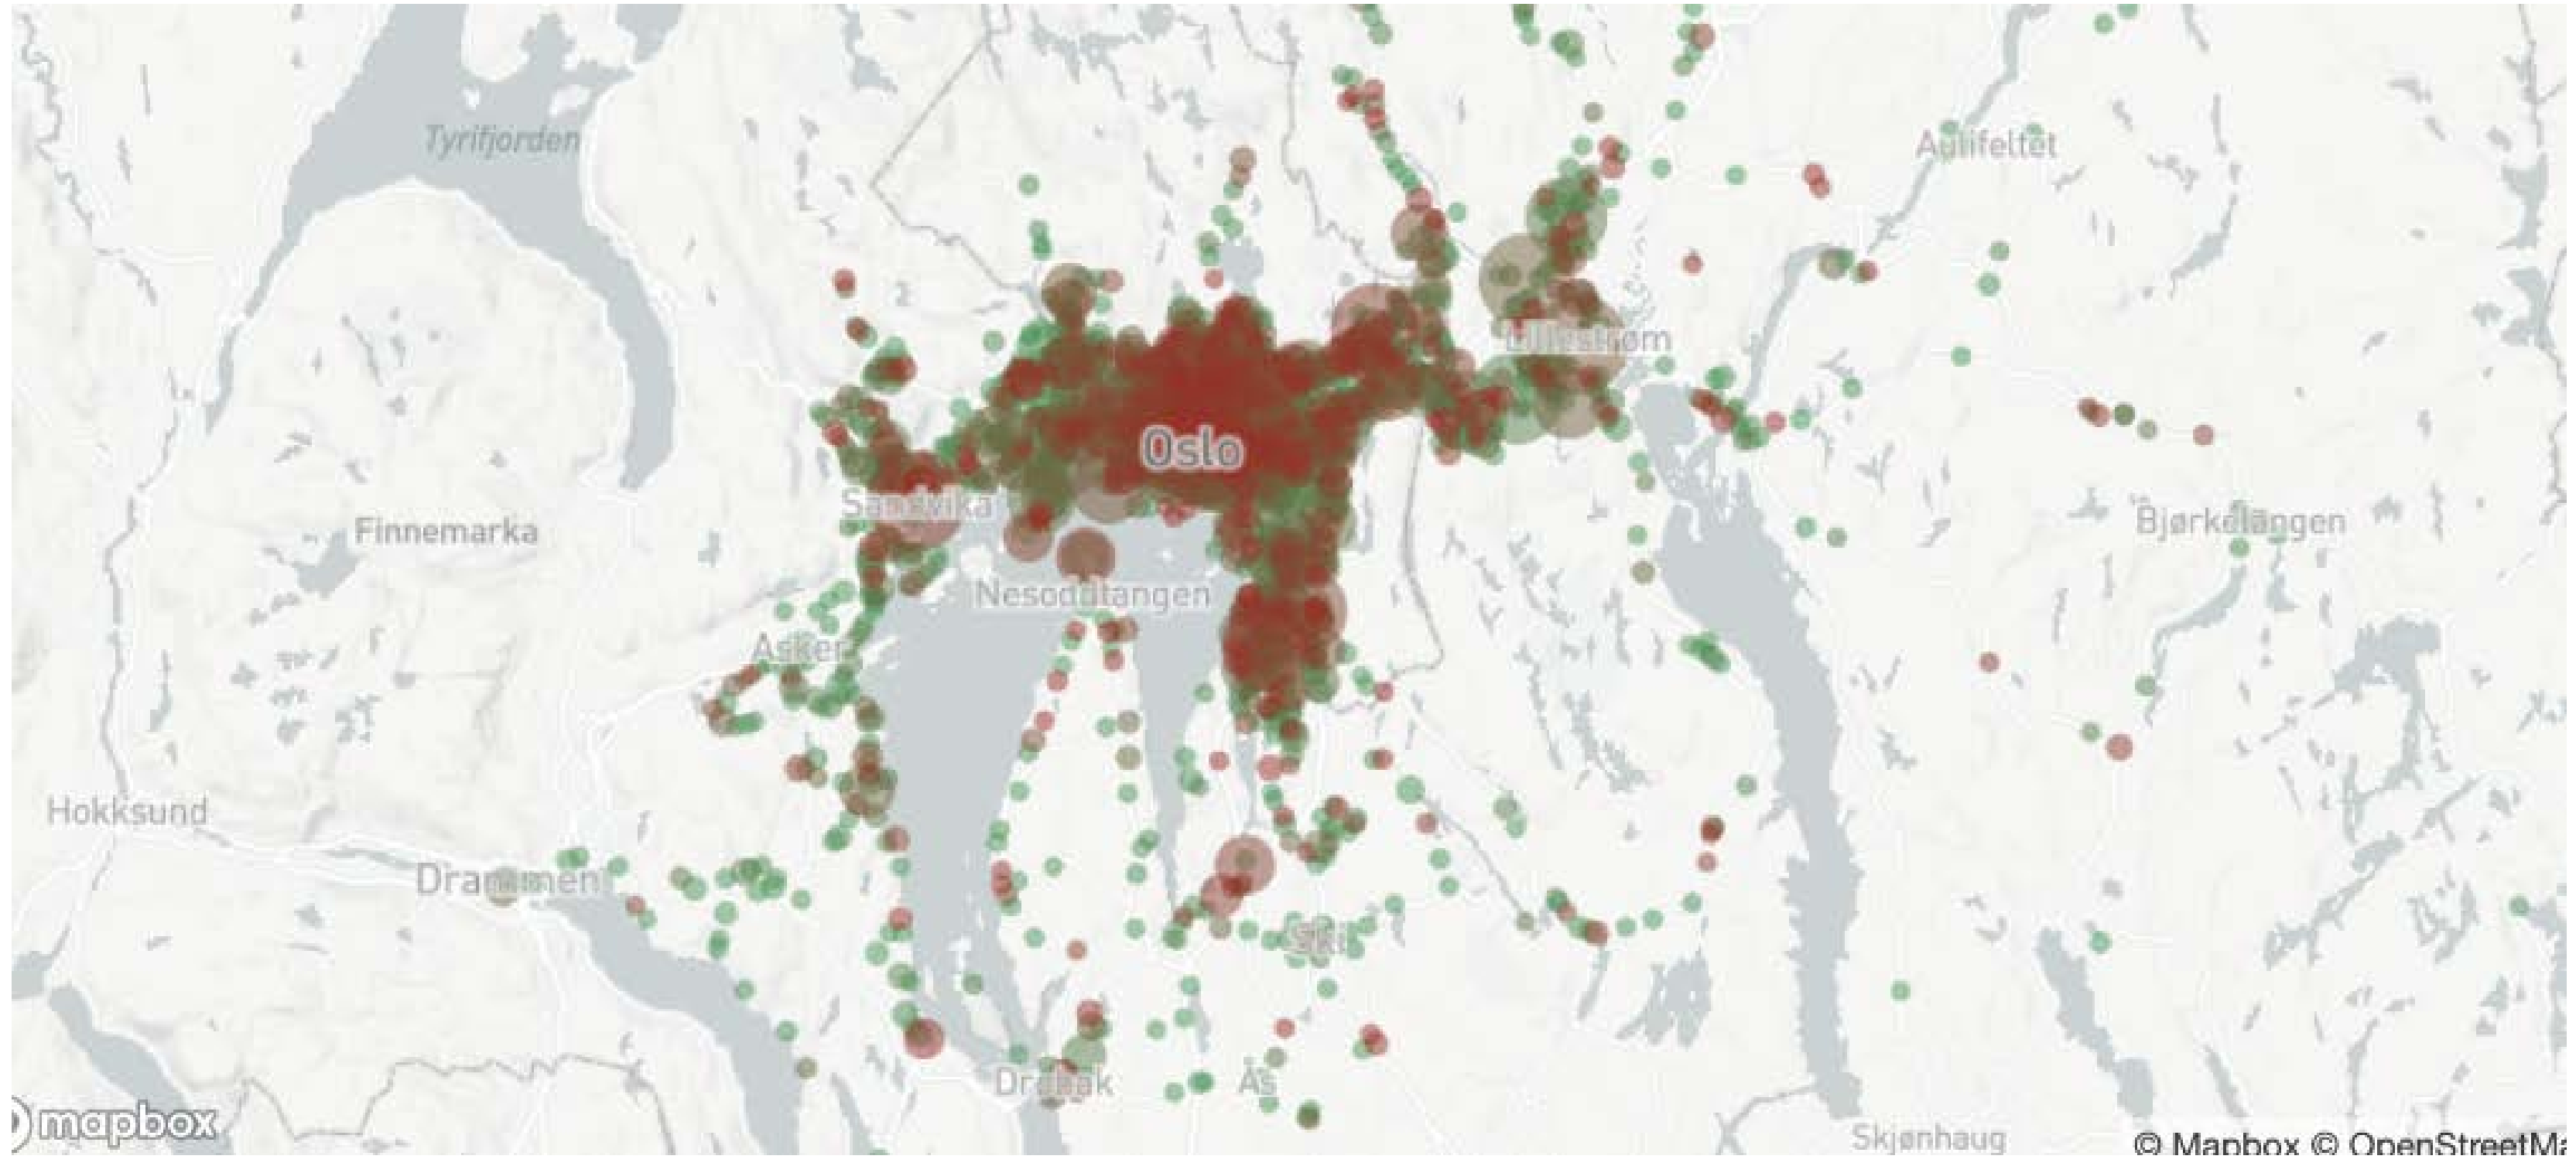 Tyrifjorden
Aulifeltet
Lillestrøm
Oslo
Sandvika
Finnemarka
Bjørkelangen
Nesoddtangen
Asker
Hokksund
Drammen
Ski
Drøbak
Ås
mapbox
Skjønhaug
© Mapbox © OpenStreetMa